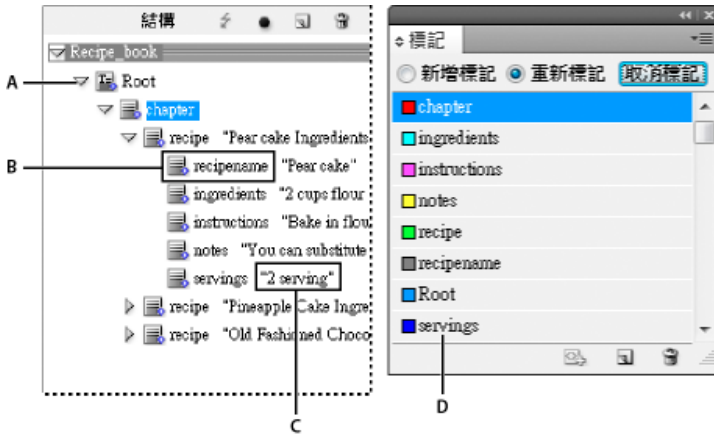 結構
Recipe_book
A
Root
chapter
recipe "Pear cake Ingredients
B
recipename "Pear cake"
ingredients "2 cups flour
instructions "Bake in flou
notes "You can substitute
servings "2 serving"
recipe "Pineapple Cake Ingre
recipe "Old Fashioned Choco
C
標記
新增標記 重新標記 取消標記
chapter
ingredients
instructions
notes
recipe
recipename
Root
servings
D